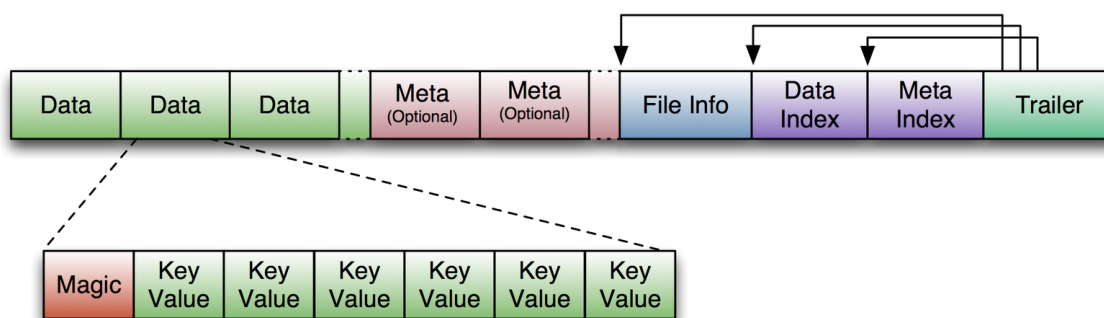 Data
Data
Data
Meta
(Optional)
Meta
(Optional)
File Info
Data
Index
Meta
Index
Trailer
Magic
Key
Value
Key
Value
Key
Value
Key
Value
Key
Value
Key
Value